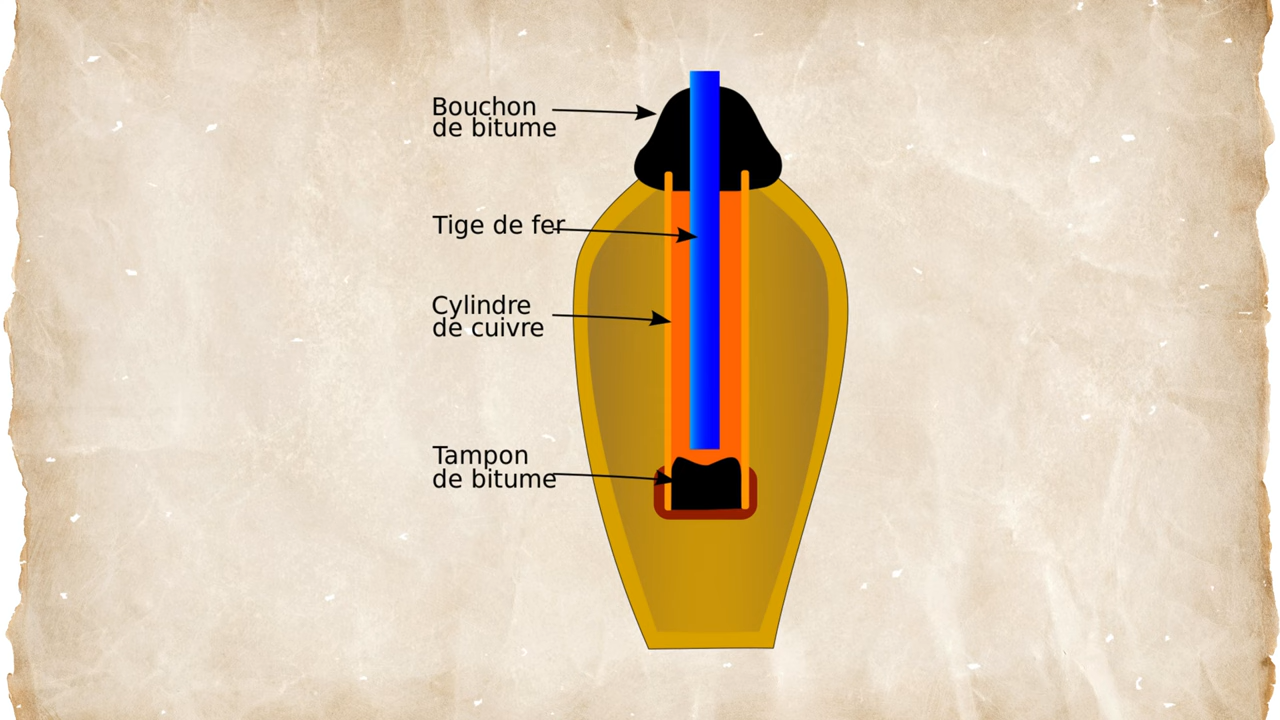 Bouchon
de bitume
Tige de fer
Cylindre
de cuivre
Tampon
de bitume